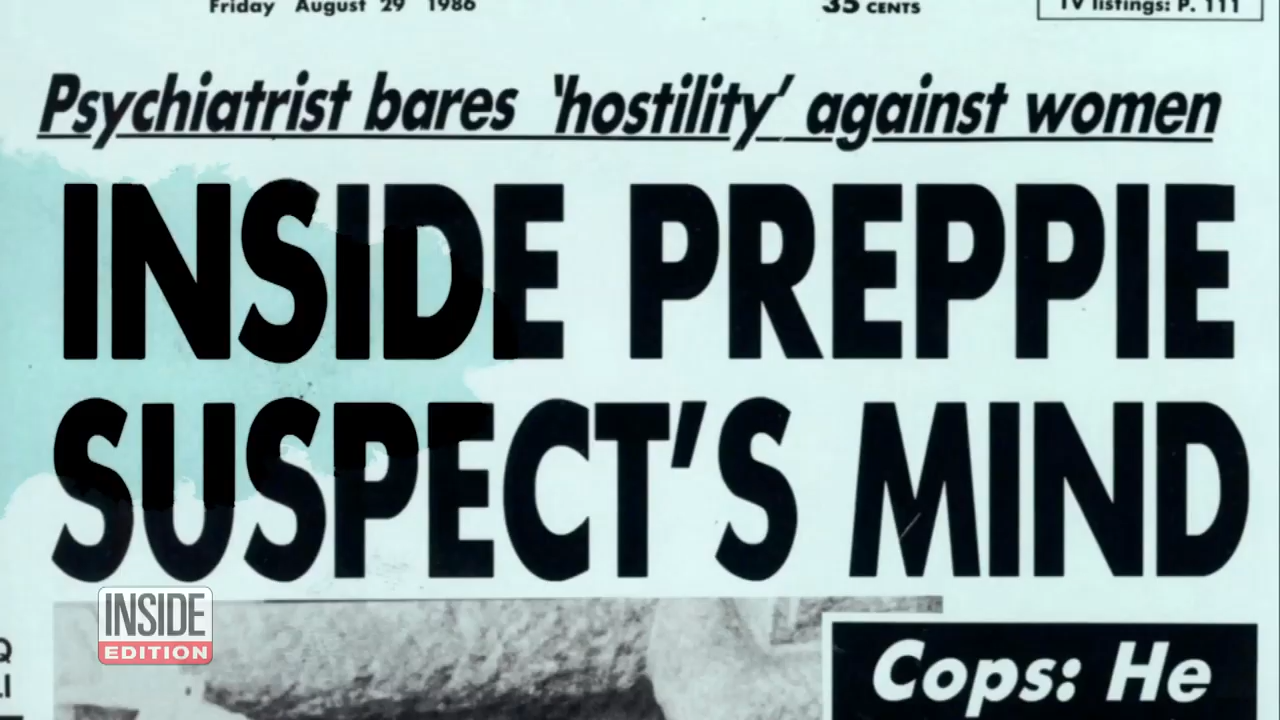 Friday August 29 1986
35 CENTS
TV listings: P. 111
Psychiatrist bares 'hostility' against women
INSIDE PREPPIE
SUSPECT'S MIND
INSIDE
EDITION
Cops: He